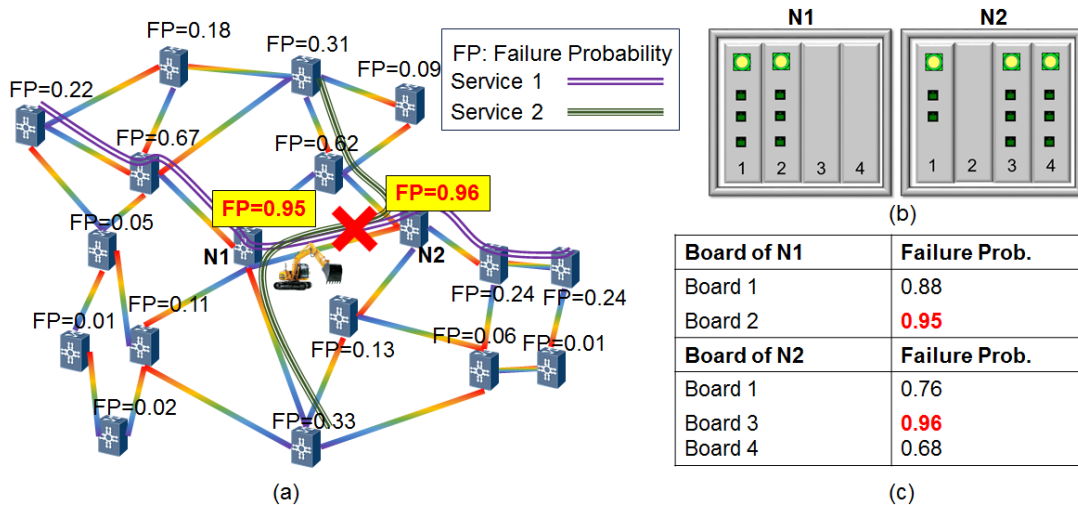 FP=0.18
FP=0.31
FP=0.09
FP=0.22
FP=0.67
FP=0.62
FP=0.95
FP=0.96
FP=0.05
N1
N2
FP=0.24
FP=0.24
FP=0.11
FP=0.01
FP=0.13
FP=0.06
FP=0.01
FP=0.02
FP=0.33
(a)
FP: Failure Probability
Service 1
Service 2
N1
N2
1 2 3 4
1 2 3 4
(b)
Board of N1 Failure Prob.
Board 1 0.88
Board 2 0.95
Board of N2 Failure Prob.
Board 1 0.76
Board 3 0.96
Board 4 0.68
(c)